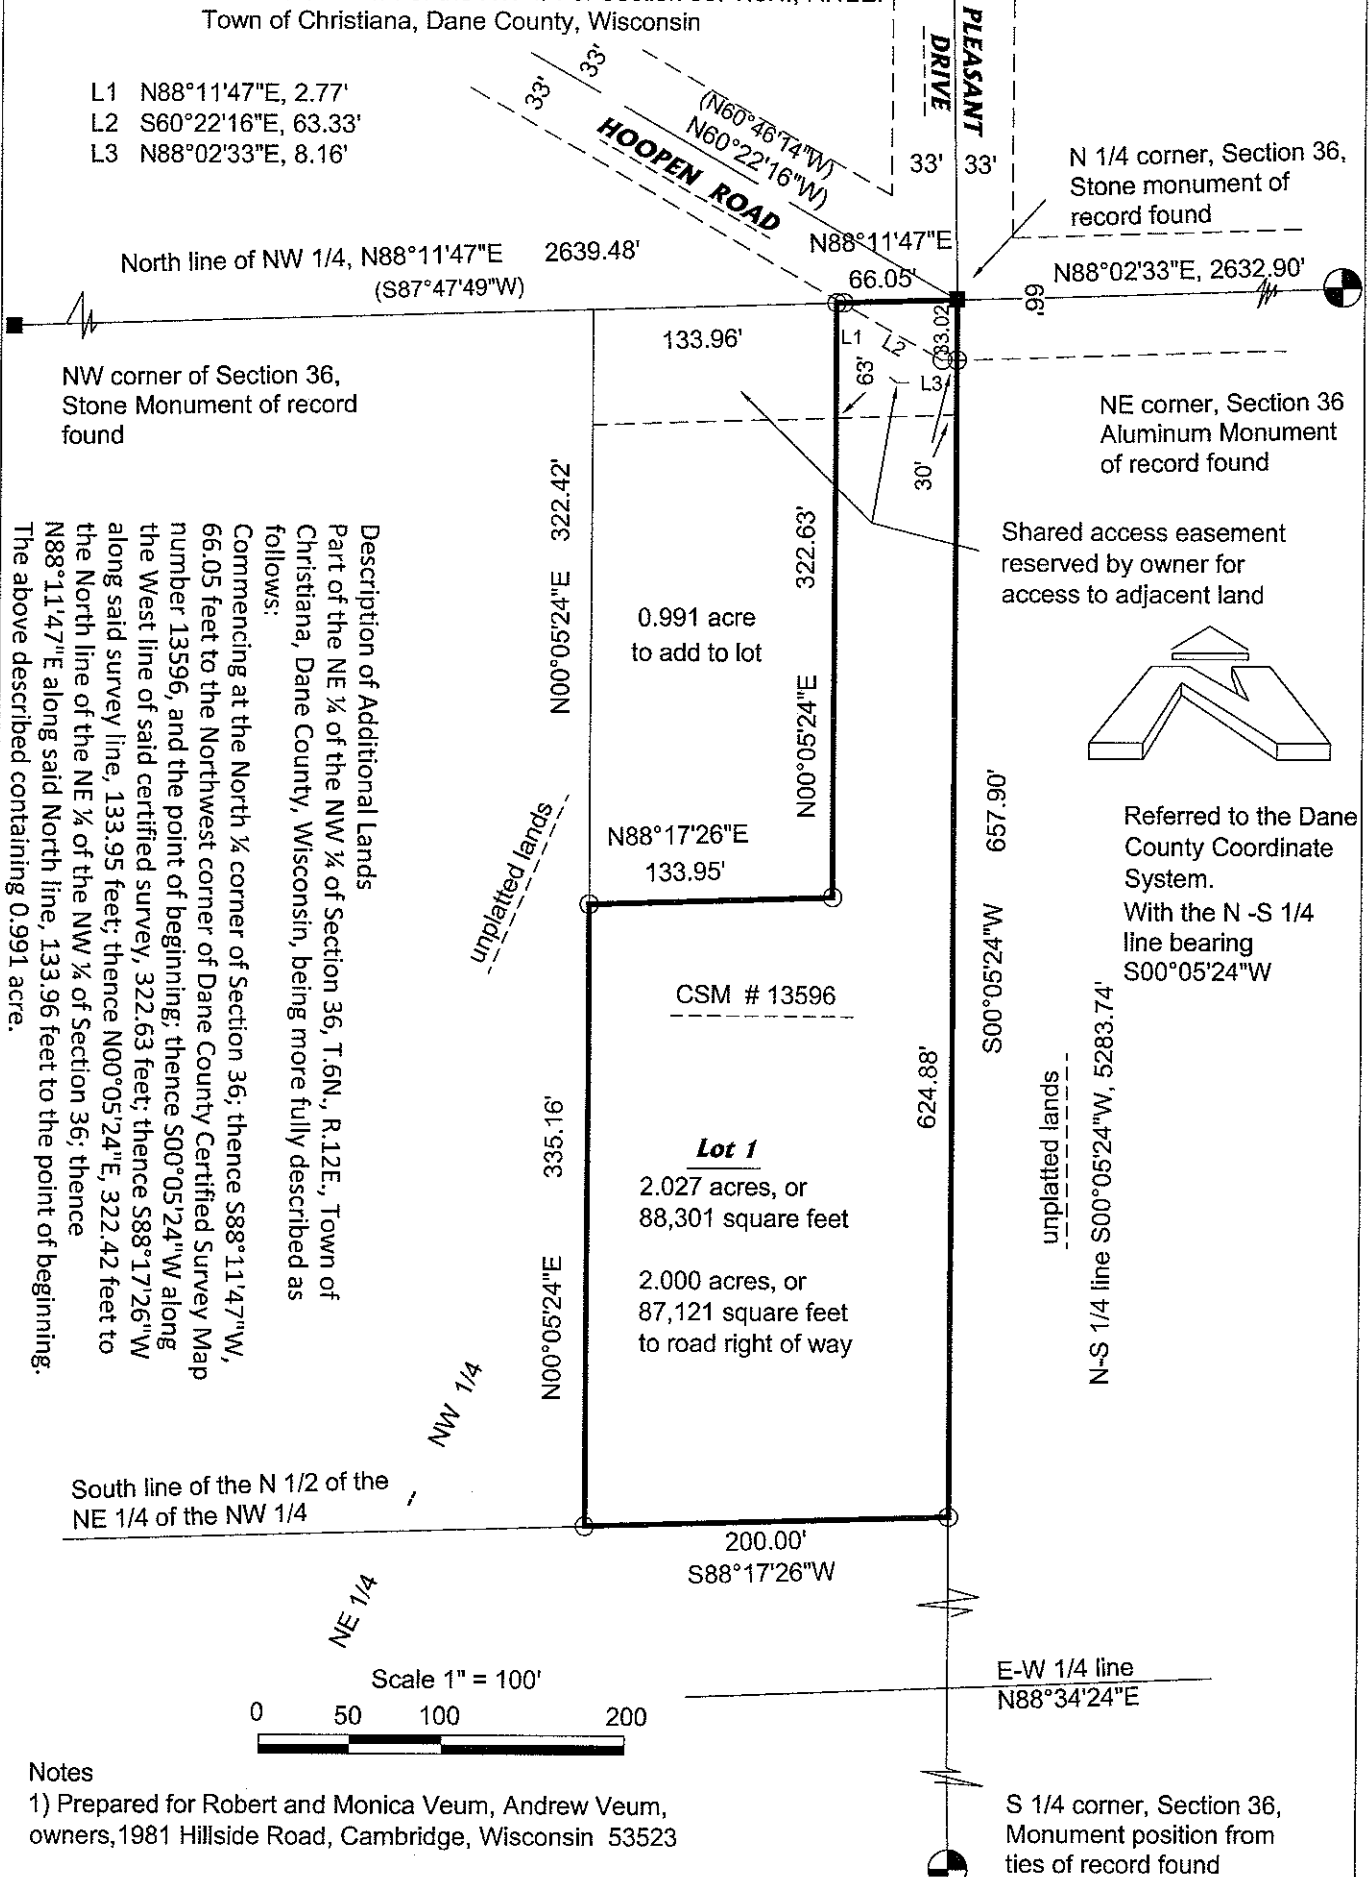 Town of Christiana, Dane County, Wisconsin
L1 N88°11'47"E, 2.77'
L2 S60°22'16"E, 63.33'
L3 N88°02'33"E, 8.16'
33'
33'
HOOPEN ROAD
(N60°46'14"W)
N60°22'16"W)
PLEASANT
DRIVE
33' 33'
N 1/4 corner, Section 36,
Stone monument of
record found
North line of NW 1/4, N88°11'47"E 2639.48'
(S87°47'49"W)
N88°11'47"E
66.05'
N88°02'33"E, 2632.90'
66'
133.96'
L1
L2
33.02
63'
L3
30'
NW corner of Section 36,
Stone Monument of record
found
NE corner, Section 36
Aluminum Monument
of record found
Shared access easement
reserved by owner for
access to adjacent land
N00°05'24"E 322.42'
0.991 acre
to add to lot
N00°05'24"E 322.63'
Description of Additional Lands
Part of the NE ¼ of the NW ¼ of Section 36, T.6N., R.12E., Town of
Christiana, Dane County, Wisconsin, being more fully described as
follows:
Commencing at the North ¼ corner of Section 36; thence S88°11'47"W,
66.05 feet to the Northwest corner of Dane County Certified Survey Map
number 13596, and the point of beginning; thence S00°05'24"W along
the West line of said certified survey, 322.63 feet; thence S88°17'26"W
along said survey line, 133.95 feet; thence N00°05'24"E, 322.42 feet to
the North line of the NE ¼ of the NW ¼ of Section 36; thence
N88°11'47"E along said North line, 133.96 feet to the point of beginning.
The above described containing 0.991 acre.
unplatted lands
N88°17'26"E
133.95'
S00°05'24"W 657.90'
Referred to the Dane
County Coordinate
System.
With the N -S 1/4
line bearing
S00°05'24"W
CSM # 13596
624.88'
unplatted lands
N-S 1/4 line S00°05'24"W, 5283.74'
N00°05'24"E 335.16'
Lot 1
2.027 acres, or
88,301 square feet
2.000 acres, or
87,121 square feet
to road right of way
NW 1/4
South line of the N 1/2 of the
NE 1/4 of the NW 1/4
200.00'
S88°17'26"W
NE 1/4
Scale 1" = 100'
0 50 100 200
E-W 1/4 line
N88°34'24"E
Notes
1) Prepared for Robert and Monica Veum, Andrew Veum,
owners,1981 Hillside Road, Cambridge, Wisconsin 53523
S 1/4 corner, Section 36,
Monument position from
ties of record found